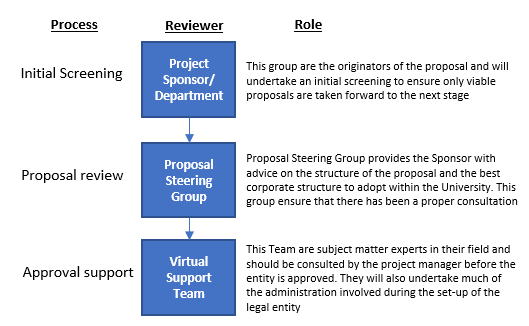 Process Reviewer Role
Initial Screening
Project
Sponsor/
Department
This group are the originators of the proposal and will
undertake an initial screening to ensure only viable
proposals are taken forward to the next stage
Proposal review
Proposal
Steering
Group
Proposal Steering Group provides the Sponsor with
advice on the structure of the proposal and the best
corporate structure to adopt within the University. This
group ensure that there has been a proper consultation
Approval support
Virtual
Support
Team
This Team are subject matter experts in their field and
should be consulted by the project manager before the
entity is approved. They will also undertake much of
the administration involved during the set-up of the
legal entity